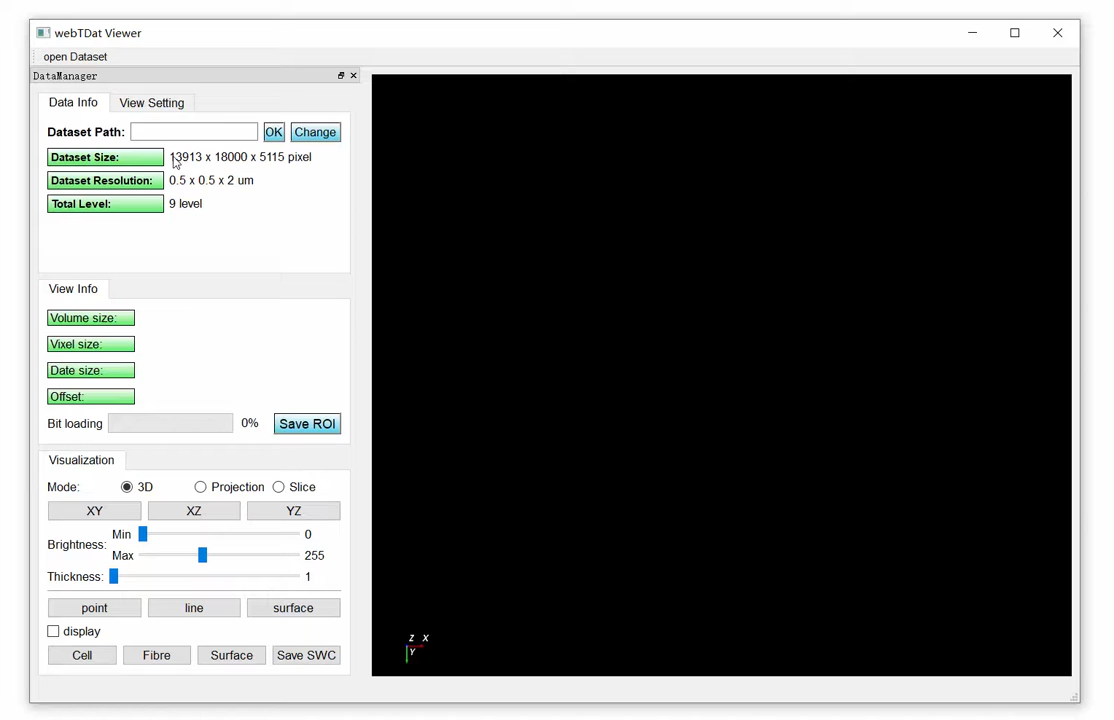 webTDat Viewer
open Dataset
DataManager
Data Info View Setting
Dataset Path: OK Change
Dataset Size: 13913 x 18000 x 5115 pixel
Dataset Resolution: 0.5 x 0.5 x 2 um
Total Level: 9 level
View Info
Volume size:
Vixel size:
Date size:
Offset:
Bit loading 0% Save ROI
Visualization
Mode: 3D Projection Slice
XY XZ YZ
Min 0
Brightness:
Max 255
Thickness: 1
point line surface
display
Cell Fibre Surface Save SWC
Z X
Y